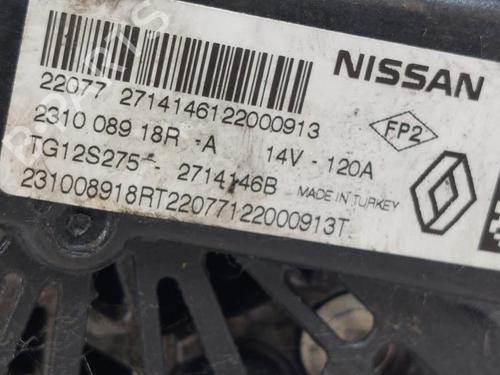 NISSAN
22077 2714146122000913
2310 089 18R -A 14V - 120A
FP2
TG12S275- 2714146B MADE IN TURKEY
231008918RT22077122000913T